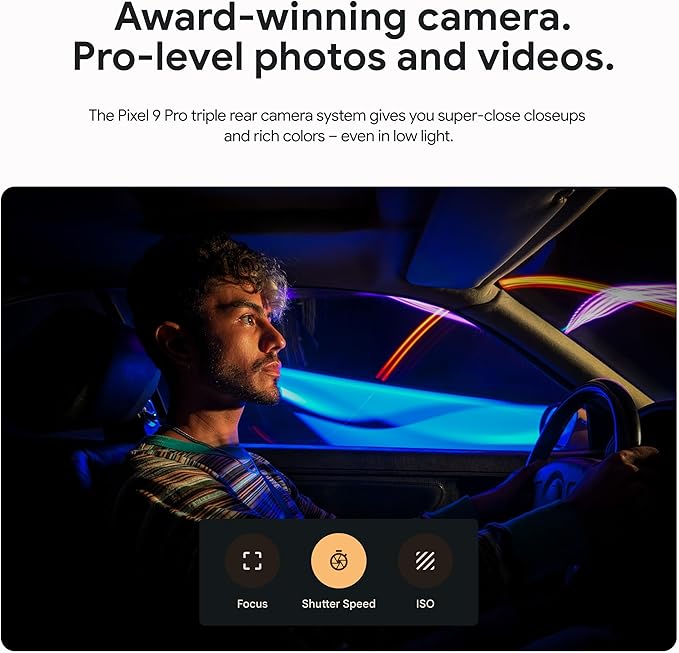 Award-winning camera.
Pro-level photos and videos.
The Pixel 9 Pro triple rear camera system gives you super-close closeups
and rich colors – even in low light.
Focus
Shutter Speed
ISO